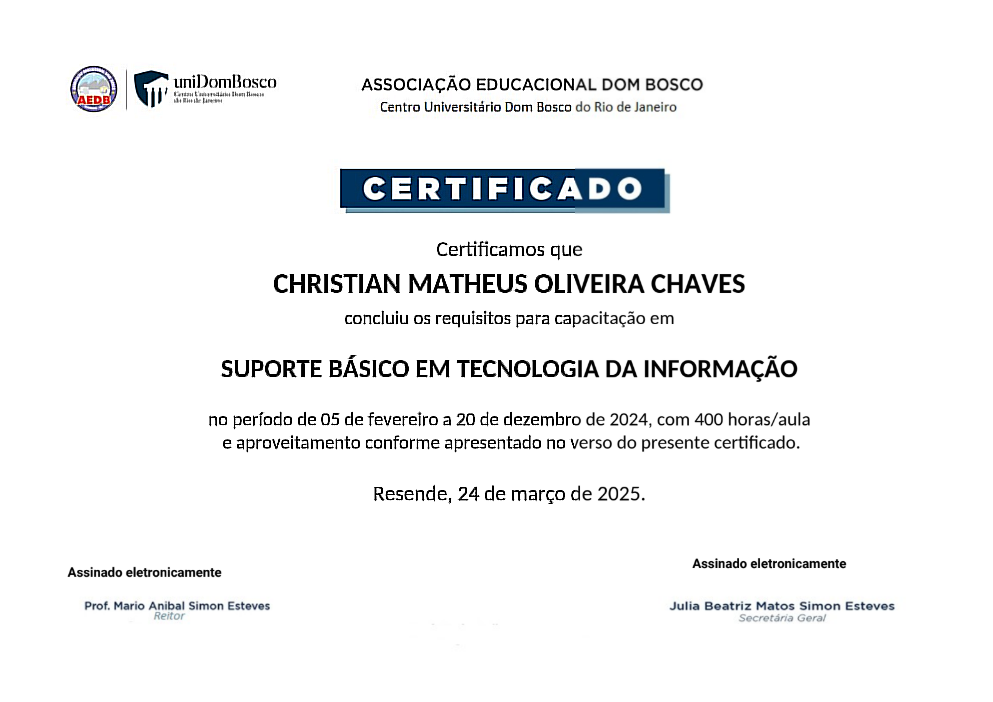 AEDB
uniDomBosco
Centro Universitário Dom Bosco
do Rio de Janeiro
ASSOCIAÇÃO EDUCACIONAL DOM BOSCO
Centro Universitário Dom Bosco do Rio de Janeiro
CERTIFICADO
Certificamos que
CHRISTIAN MATHEUS OLIVEIRA CHAVES
concluiu os requisitos para capacitação em
SUPORTE BÁSICO EM TECNOLOGIA DA INFORMAÇÃO
no período de 05 de fevereiro a 20 de dezembro de 2024, com 400 horas/aula
e aproveitamento conforme apresentado no verso do presente certificado.
Resende, 24 de março de 2025.
Assinado eletronicamente
Prof. Mario Anibal Simon Esteves
Reitor
Assinado eletronicamente
Julia Beatriz Matos Simon Esteves
Secretária Geral